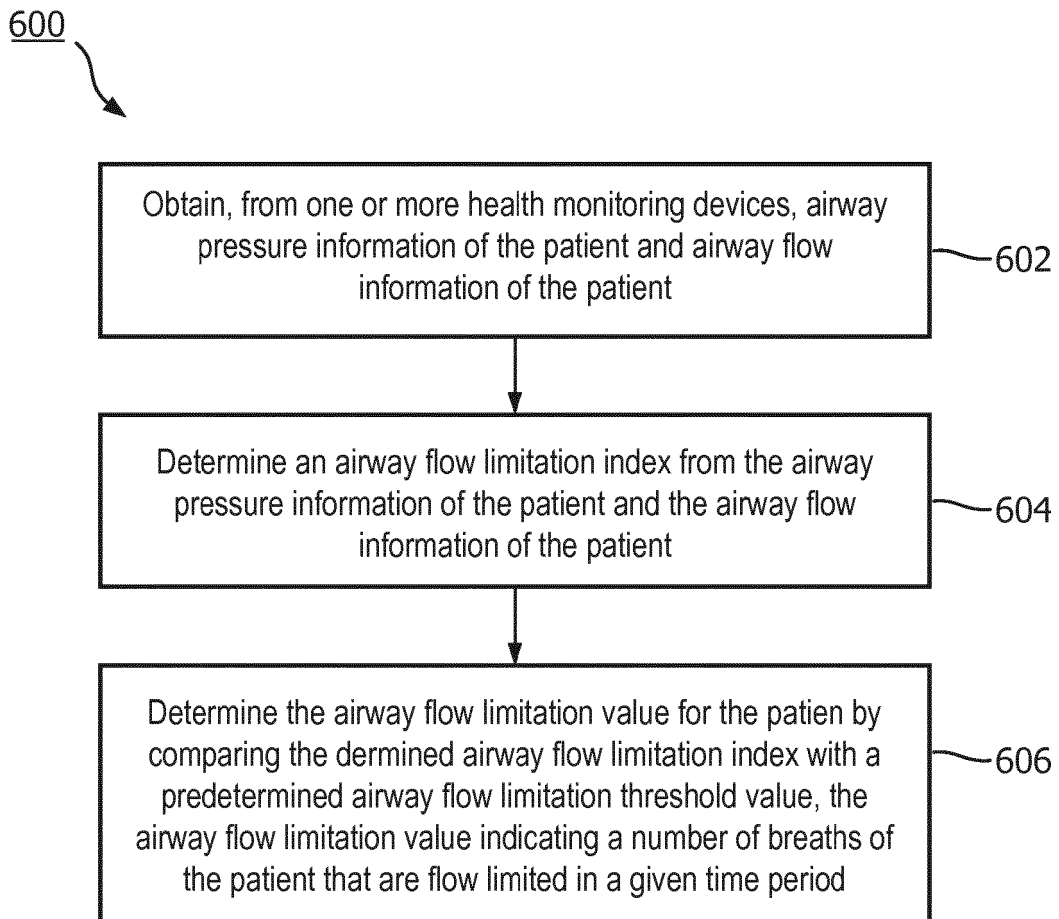 600
Obtain, from one or more health monitoring devices, airway
pressure information of the patient and airway flow
information of the patient
602
Determine an airway flow limitation index from the airway
pressure information of the patient and the airway flow
information of the patient
604
Determine the airway flow limitation value for the patien by
comparing the dermined airway flow limitation index with a
predetermined airway flow limitation threshold value, the
airway flow limitation value indicating a number of breaths of
the patient that are flow limited in a given time period
606